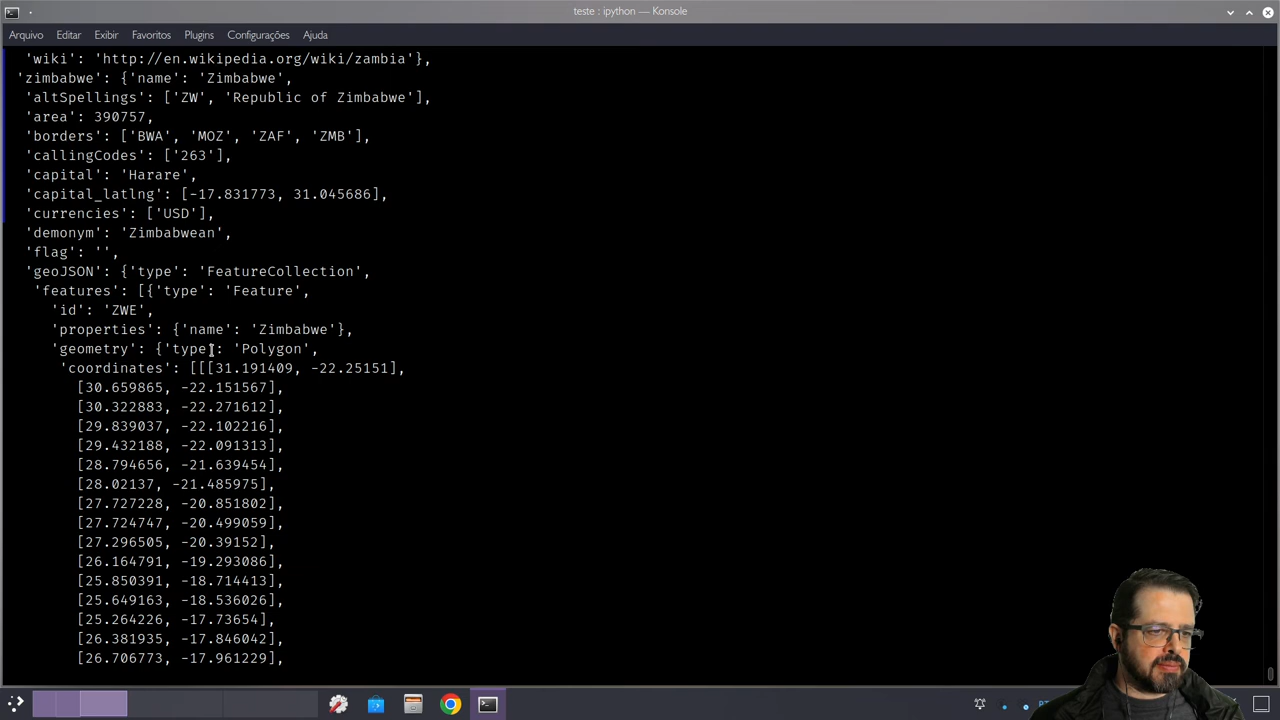 teste : ipython — Konsole
Arquivo Editar Exibir Favoritos Plugins Configurações Ajuda
'wiki': 'http://en.wikipedia.org/wiki/zambia'},
'zimbabwe': {'name': 'Zimbabwe',
'altSpellings': ['ZW', 'Republic of Zimbabwe'],
'area': 390757,
'borders': ['BWA', 'MOZ', 'ZAF', 'ZMB'],
'callingCodes': ['263'],
'capital': 'Harare',
'capital_latlng': [-17.831773, 31.045686],
'currencies': ['USD'],
'demonym': 'Zimbabwean',
'flag': '',
'geoJSON': {'type': 'FeatureCollection',
'features': [{'type': 'Feature',
'id': 'ZWE',
'properties': {'name': 'Zimbabwe'},
'geometry': {'type': 'Polygon',
'coordinates': [[[31.191409, -22.25151],
[30.659865, -22.151567],
[30.322883, -22.271612],
[29.839037, -22.102216],
[29.432188, -22.091313],
[28.794656, -21.639454],
[28.02137, -21.485975],
[27.727228, -20.851802],
[27.724747, -20.499059],
[27.296505, -20.39152],
[26.164791, -19.293086],
[25.850391, -18.714413],
[25.649163, -18.536026],
[25.264226, -17.73654],
[26.381935, -17.846042],
[26.706773, -17.961229],